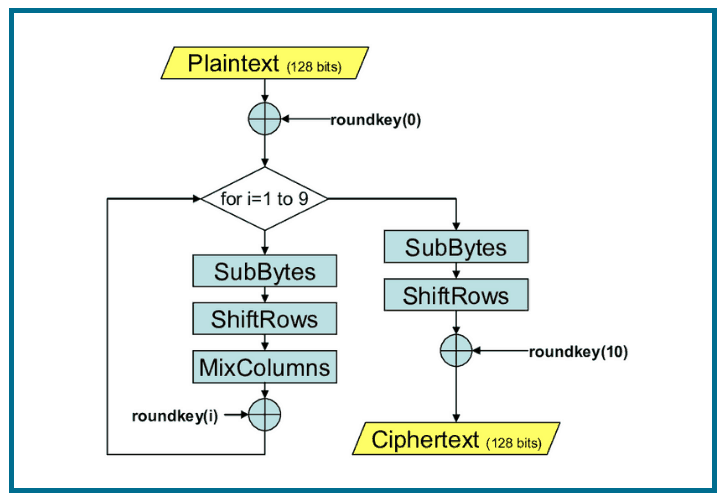 Plaintext (128 bits)
roundkey(0)
for i=1 to 9
SubBytes
ShiftRows
MixColumns
roundkey(i)
SubBytes
ShiftRows
roundkey(10)
Ciphertext (128 bits)